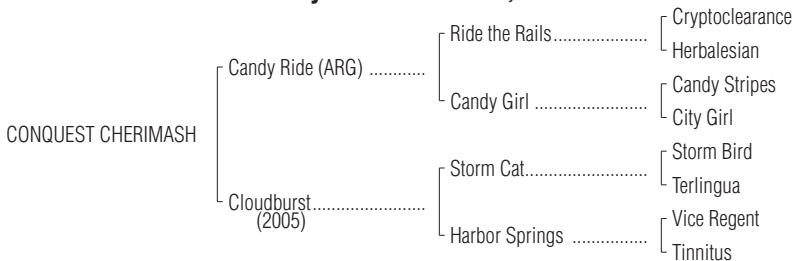 Cryptoclearance
Ride the Rails....................
Herbalesian
Candy Ride (ARG) ............
Candy Stripes
Candy Girl ........................
City Girl
CONQUEST CHERIMASH
Storm Bird
Storm Cat..........................
Terlingua
Cloudburst........................
(2005)
Vice Regent
Harbor Springs ................
Tinnitus